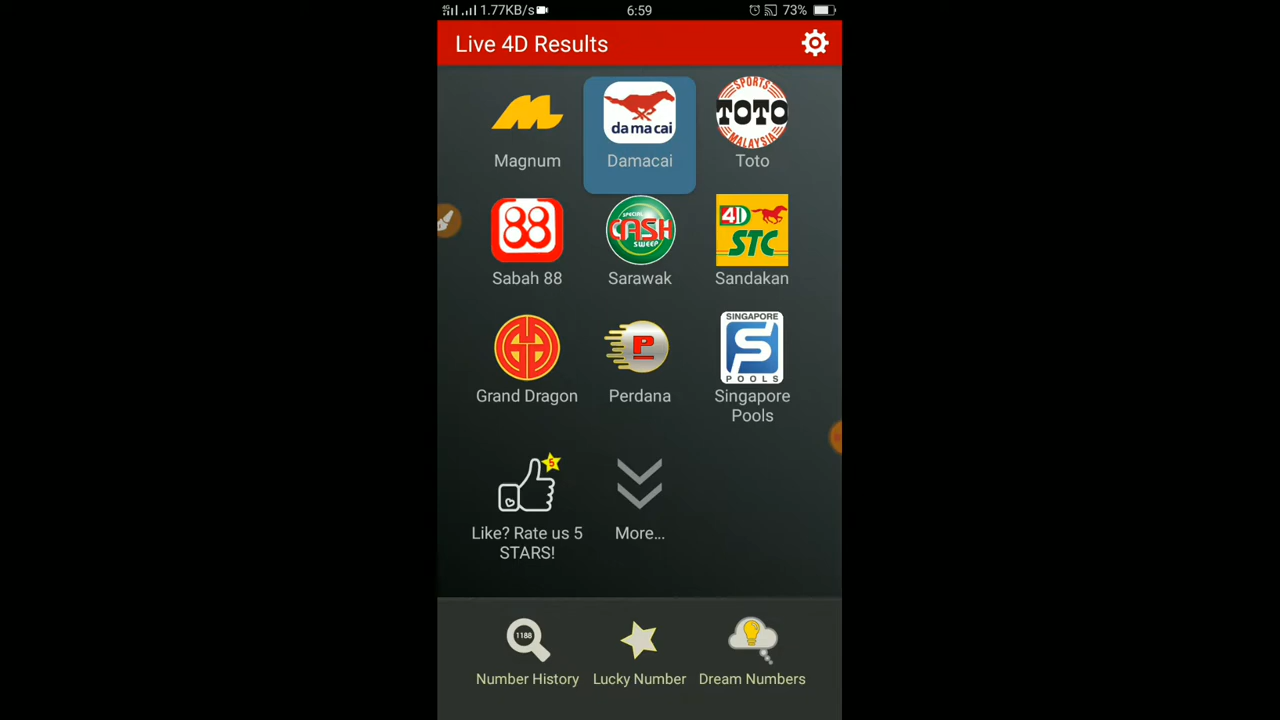 4G 1.77KB/s 6:59 73%
Live 4D Results
da ma cai
SPORTS
TOTO
MALAYSIA
Magnum Damacai Toto
88
SPECIAL
CASH
SWEEP
4D
STC
Sabah 88 Sarawak Sandakan
P
SINGAPORE
S
POOLS
Grand Dragon Perdana Singapore
Pools
5
Like? Rate us 5 More...
STARS!
1188
Number History Lucky Number Dream Numbers